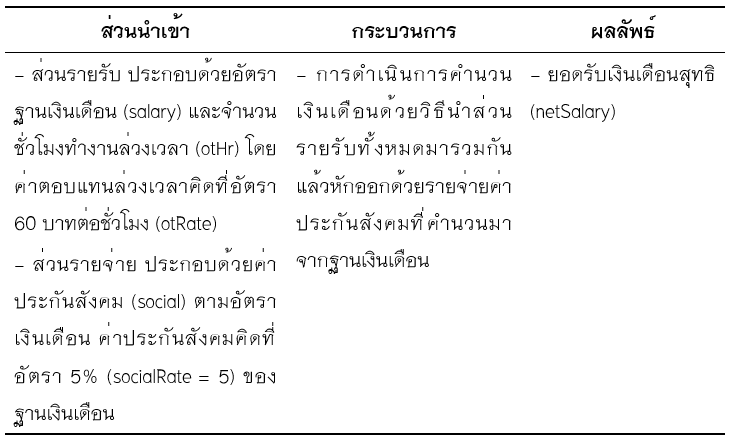 ส่วนนำเข้า
กระบวนการ
ผลลัพธ์
– ส่วนรายรับ ประกอบด้วยอัตรา
ฐานเงินเดือน (salary) และจำนวน
ชั่วโมงทำงานล่วงเวลา (otHr) โดย
ค่าตอบแทนล่วงเวลาคิดที่อัตรา
60 บาทต่อชั่วโมง (otRate)
– ส่วนรายจ่าย ประกอบด้วยค่า
ประกันสังคม (social) ตามอัตรา
เงินเดือน ค่าประกันสังคมคิดที่
อัตรา 5% (socialRate = 5) ของ
ฐานเงินเดือน
– การดำเนินการคำนวน
เงินเดือนด้วยวิธีนำส่วน
รายรับทั้งหมดมารวมกัน
แล้วหักออกด้วยรายจ่ายค่า
ประกันสังคมที่คำนวนมา
จากฐานเงินเดือน
– ยอดรับเงินเดือนสุทธิ
(netSalary)